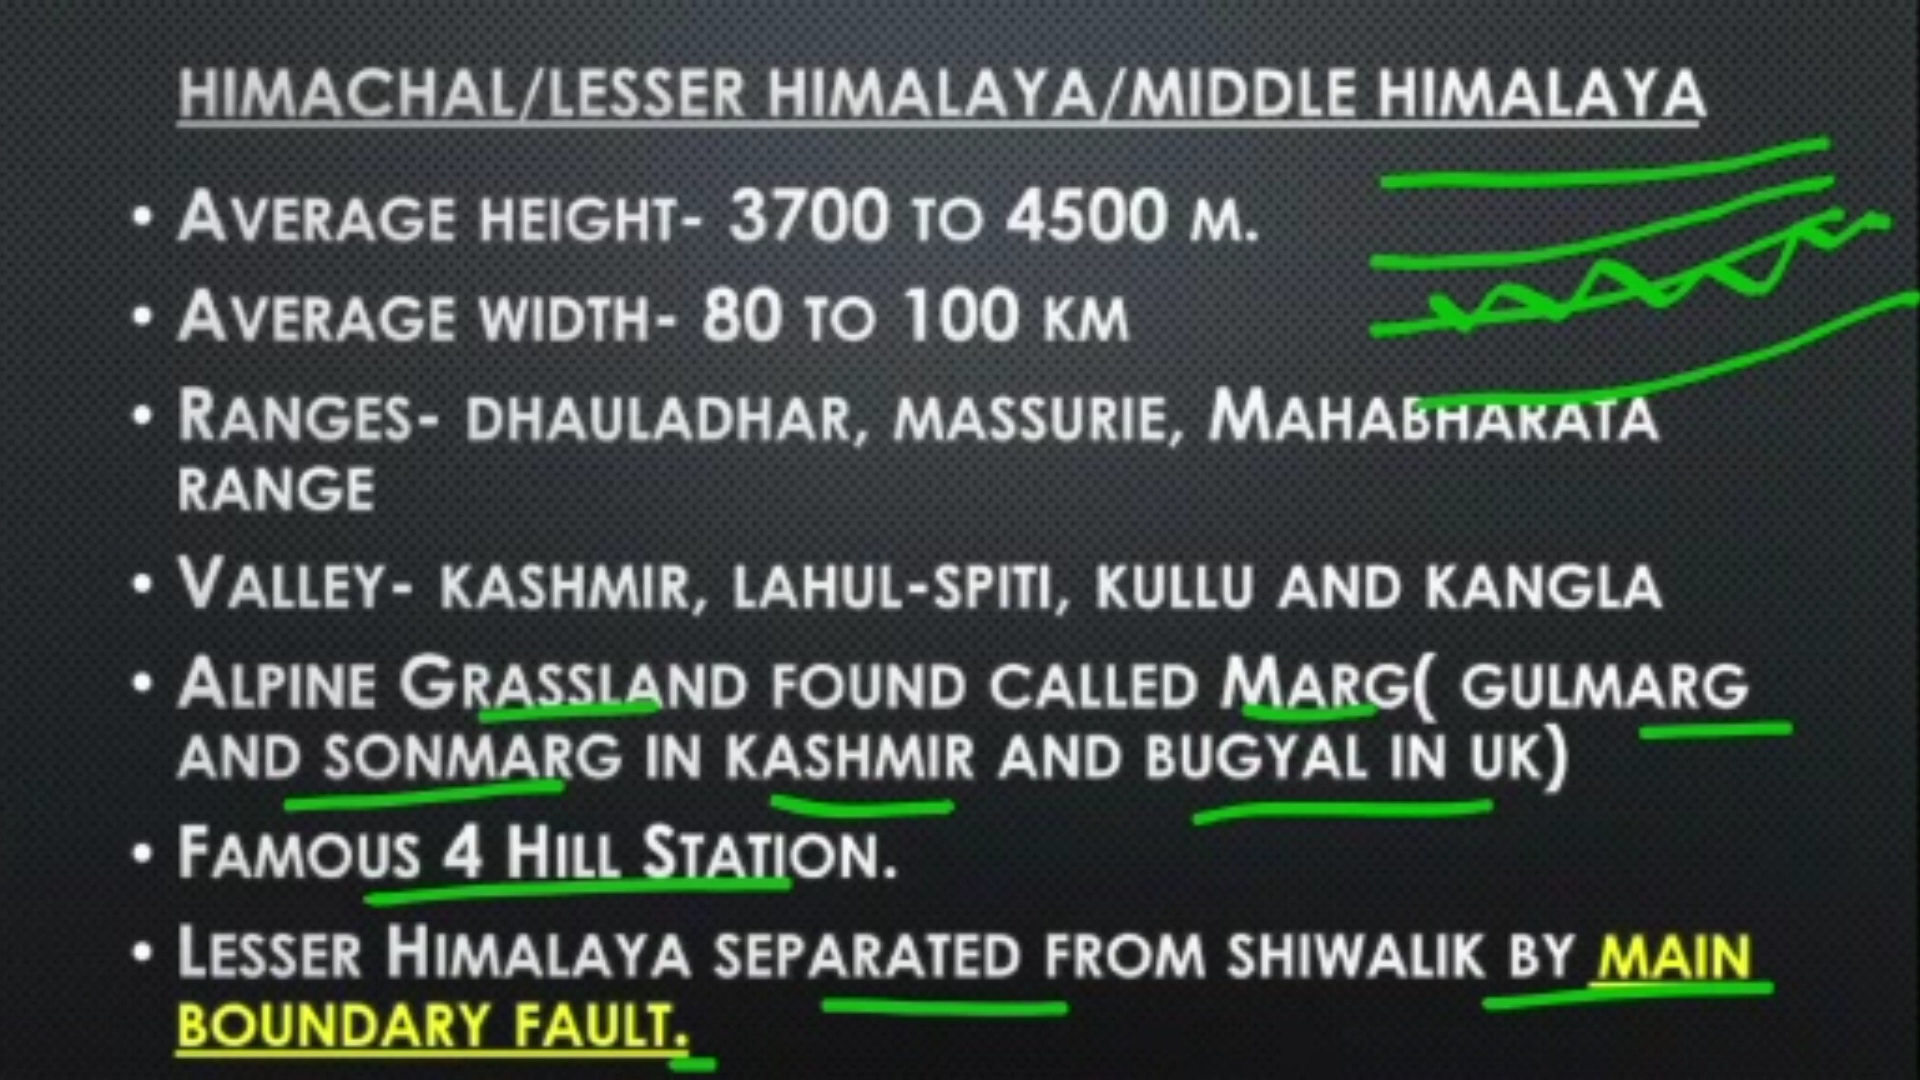 HIMACHAL/LESSER HIMALAYA/MIDDLE HIMALAYA
• AVERAGE HEIGHT- 3700 TO 4500 M.
• AVERAGE WIDTH- 80 TO 100 KM
• RANGES- DHAULADHAR, MASSURIE, MAHABHARATA
RANGE
• VALLEY- KASHMIR, LAHUL-SPITI, KULLU AND KANGLA
• ALPINE GRASSLAND FOUND CALLED MARG( GULMARG
AND SONMARG IN KASHMIR AND BUGYAL IN UK)
• FAMOUS 4 HILL STATION.
• LESSER HIMALAYA SEPARATED FROM SHIWALIK BY MAIN
BOUNDARY FAULT.